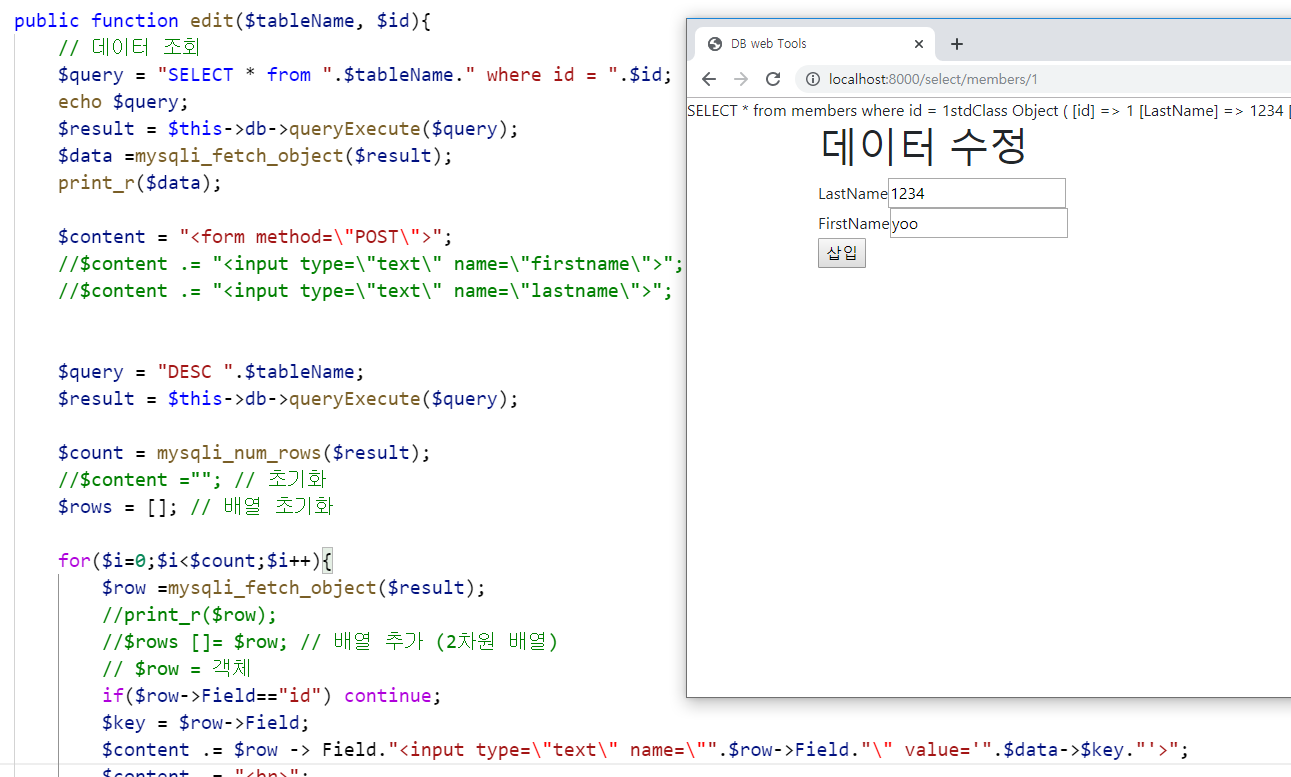 public function edit($tableName, $id){
// 데이터 조회
$query = "SELECT * from ".$tableName." where id = ".$id;
echo $query;
$result = $this->db->queryExecute($query);
$data =mysqli_fetch_object($result);
print_r($data);
$content = "<form method=\"POST\">";
//$content .= "<input type=\"text\" name=\"firstname\">";
//$content .= "<input type=\"text\" name=\"lastname\">";
$query = "DESC ".$tableName;
$result = $this->db->queryExecute($query);
$count = mysqli_num_rows($result);
//$content =""; // 초기화
$rows = []; // 배열 초기화
for($i=0;$i<$count;$i++){
$row =mysqli_fetch_object($result);
//print_r($row);
//$rows []= $row; // 배열 추가 (2차원 배열)
// $row = 객체
if($row->Field=="id") continue;
$key = $row->Field;
$content .= $row -> Field."<input type=\"text\" name=\"".$row->Field."\" value='".$data->$key."'>";
$content .= "<br>";
DB web Tools
localhost:8000/select/members/1
SELECT * from members where id = 1stdClass Object ( [id] => 1 [LastName] => 1234 [
데이터 수정
LastName 1234
FirstName yoo
삽입